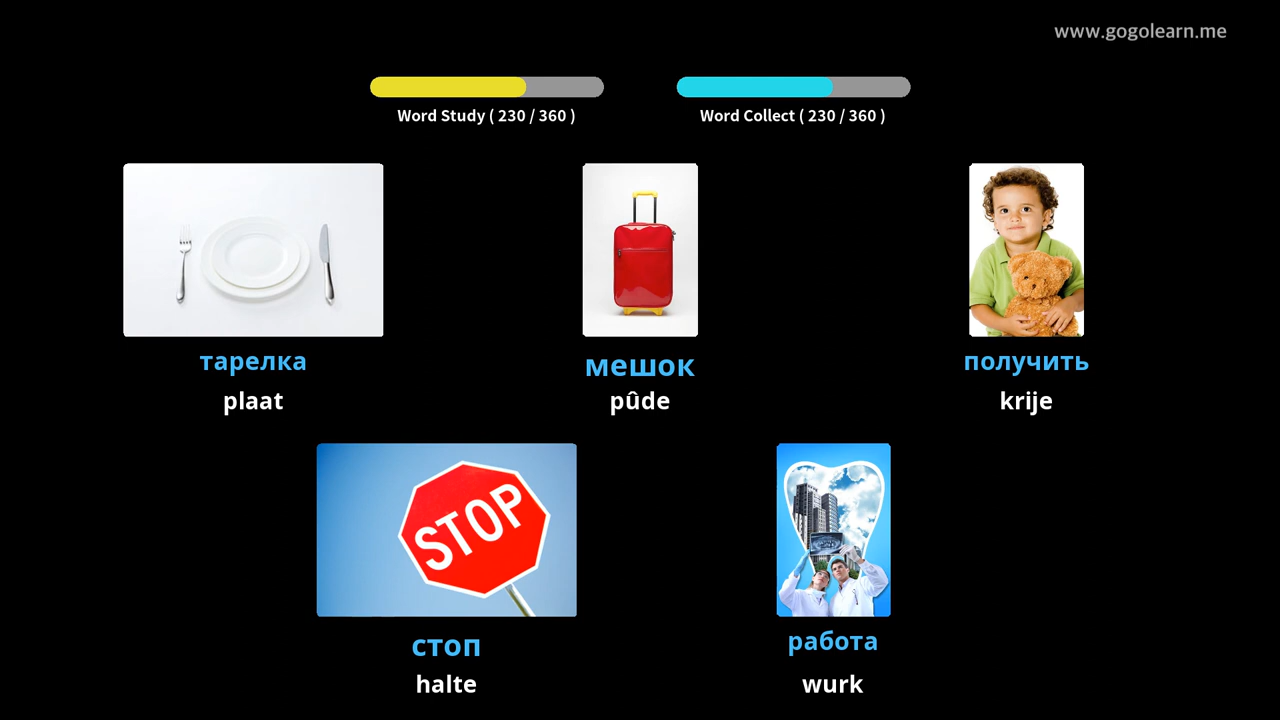 www.gogolearn.me
Word Study ( 230 / 360 )
Word Collect ( 230 / 360 )
тарелка
plaat
мешок
pûde
получить
krije
STOP
стоп
halte
работа
wurk